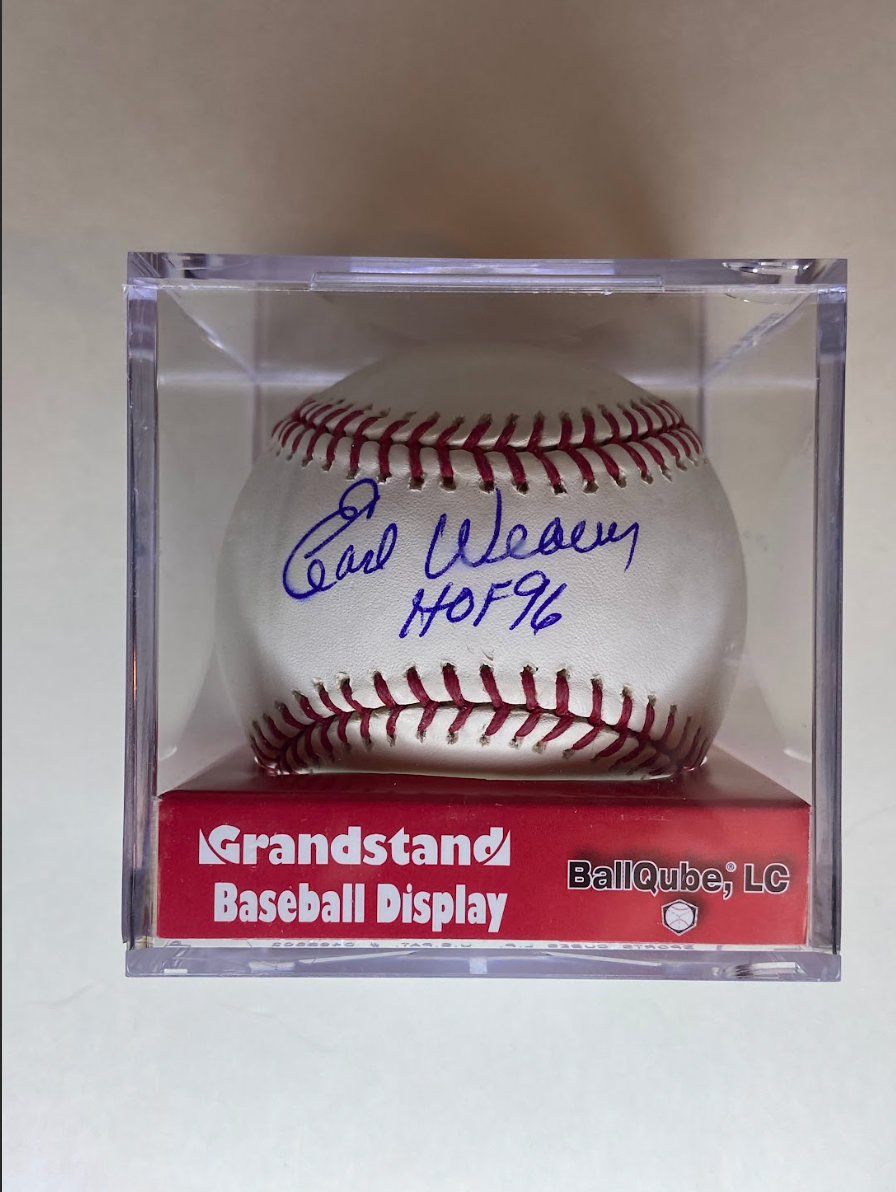 Earl Weaver
HOF 96
Grandstand
Baseball Display
BallQube,® LC